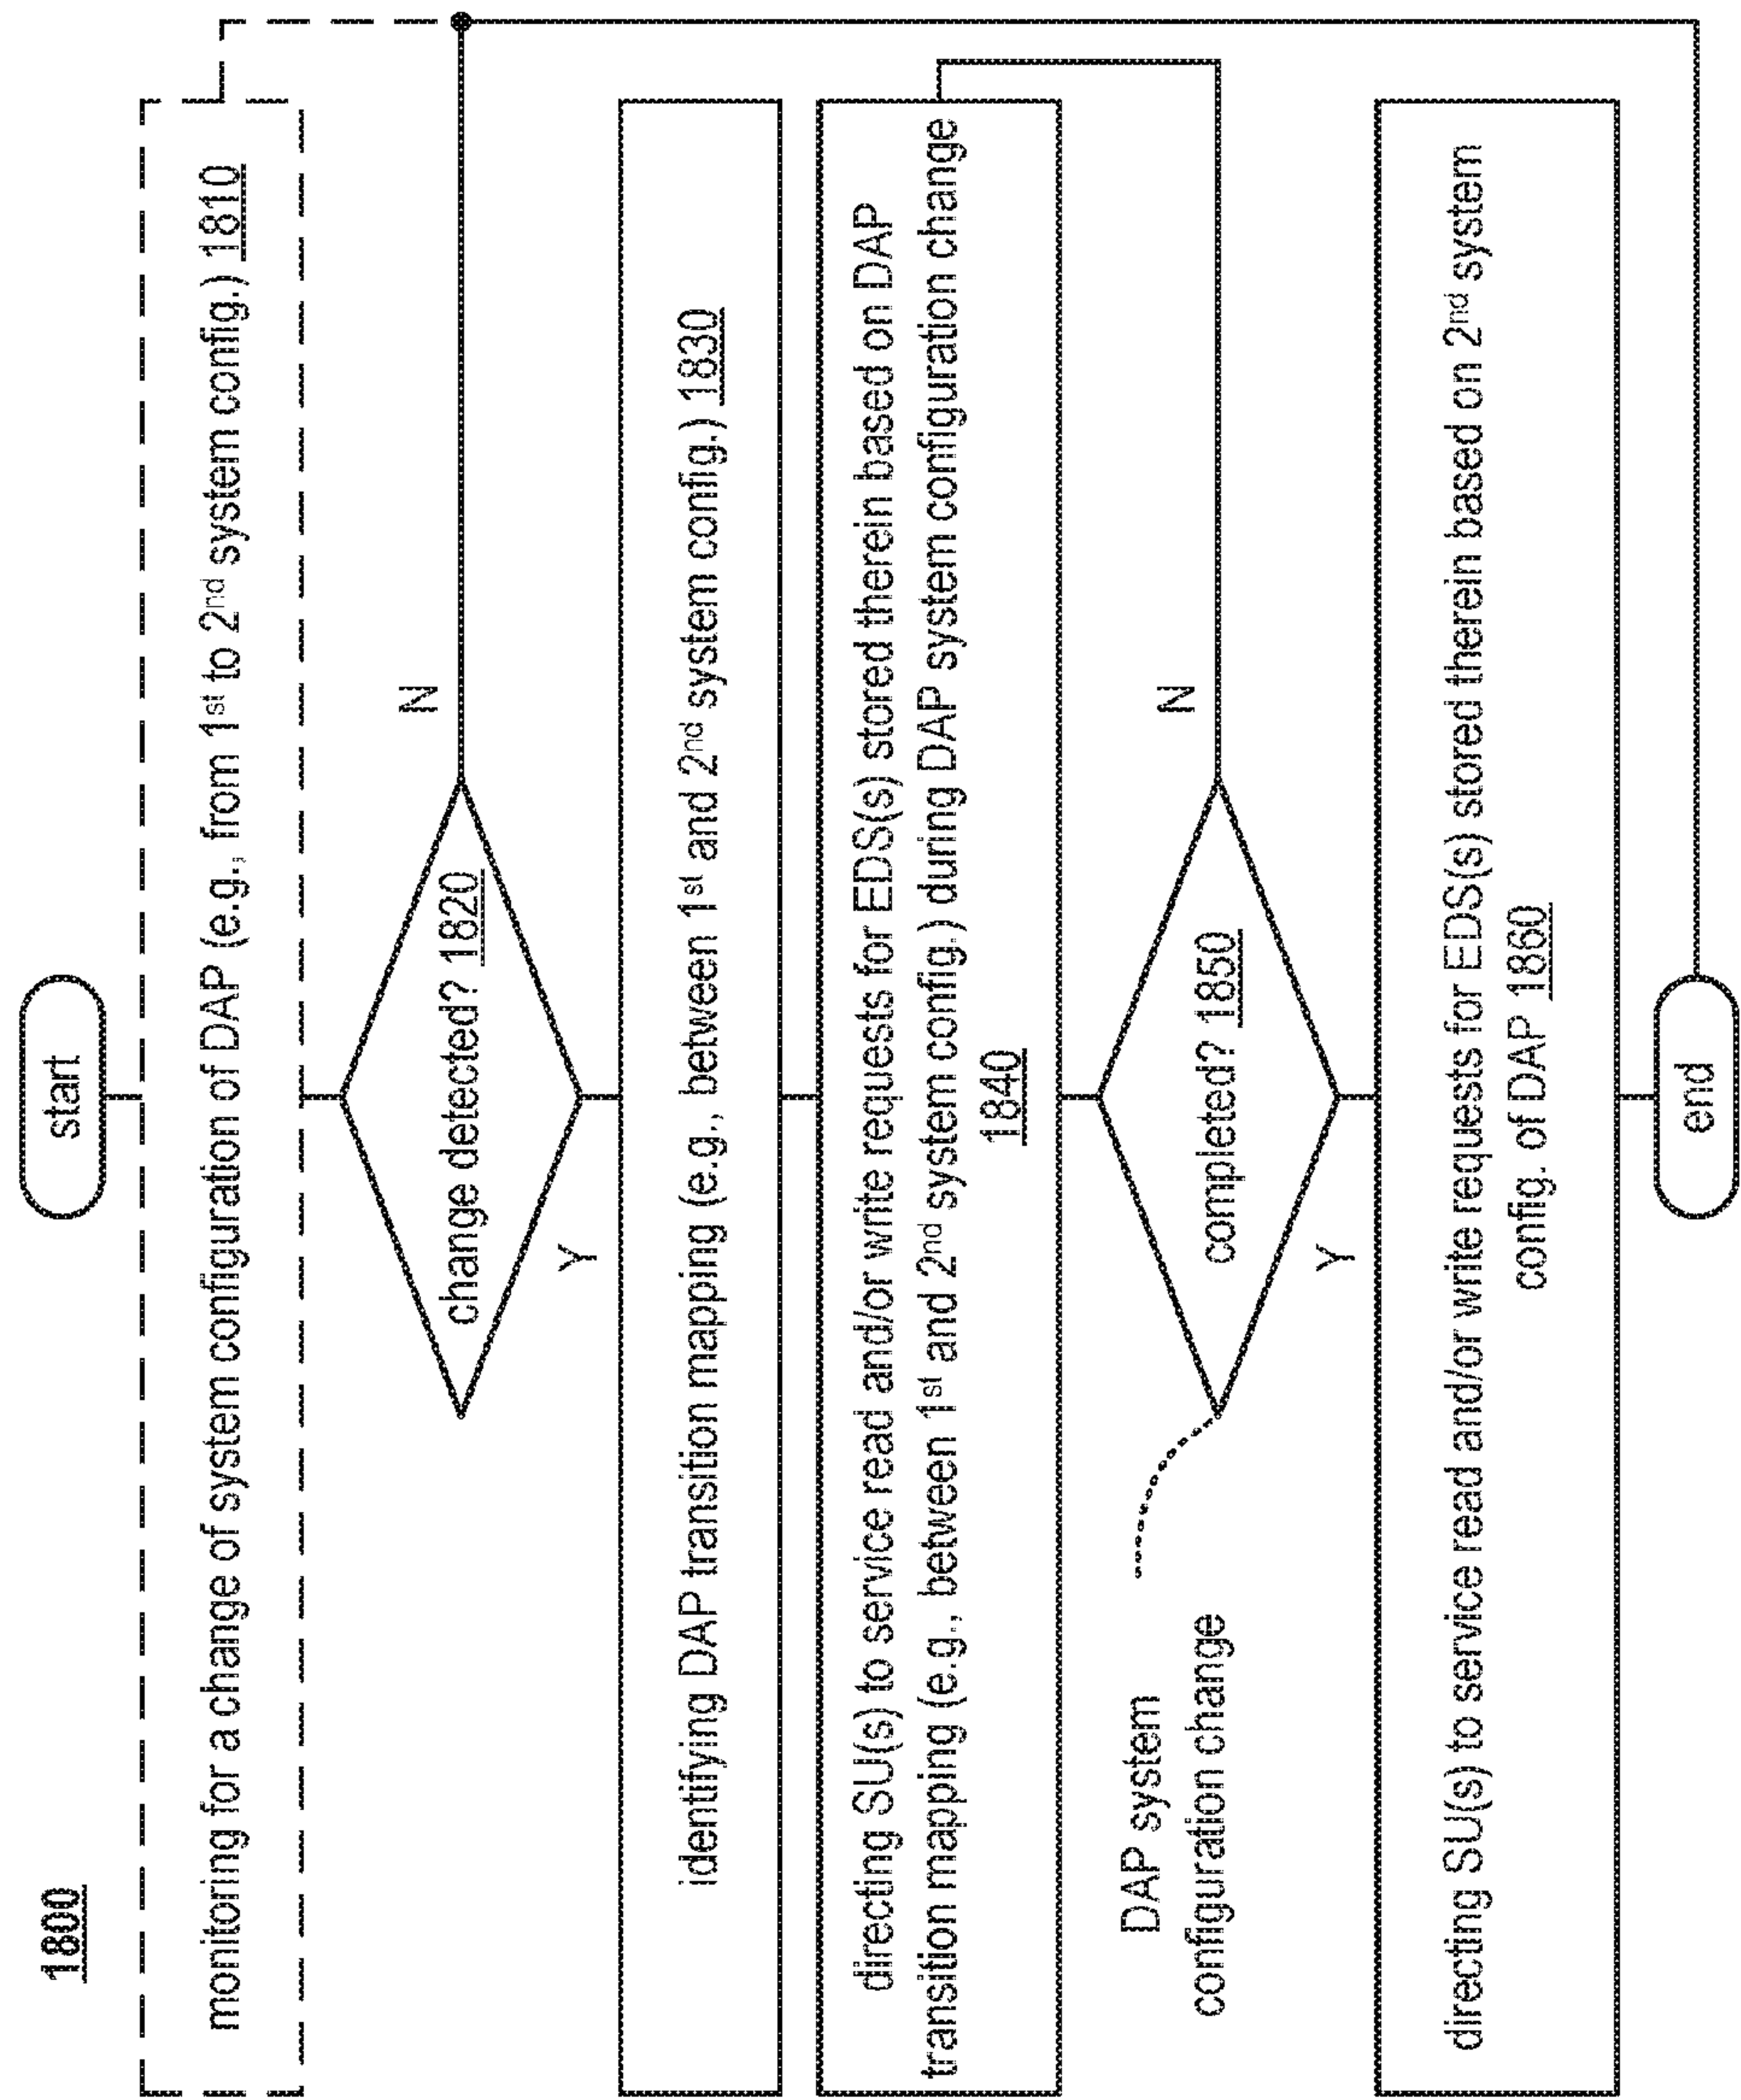 1800
start
monitoring for a change of system configuration of DAP (e.g., from 1st to 2nd system config.) 1810
change detected? 1820
N
Y
identifying DAP transition mapping (e.g., between 1st and 2nd system config.) 1830
directing SU(s) to service read and/or write requests for EDS(s) stored therein based on DAP
transition mapping (e.g., between 1st and 2nd system config.) during DAP system configuration change
1840
DAP system
configuration change
completed? 1850
N
Y
directing SU(s) to service read and/or write requests for EDS(s) stored therein based on 2nd system
config. of DAP 1860
end